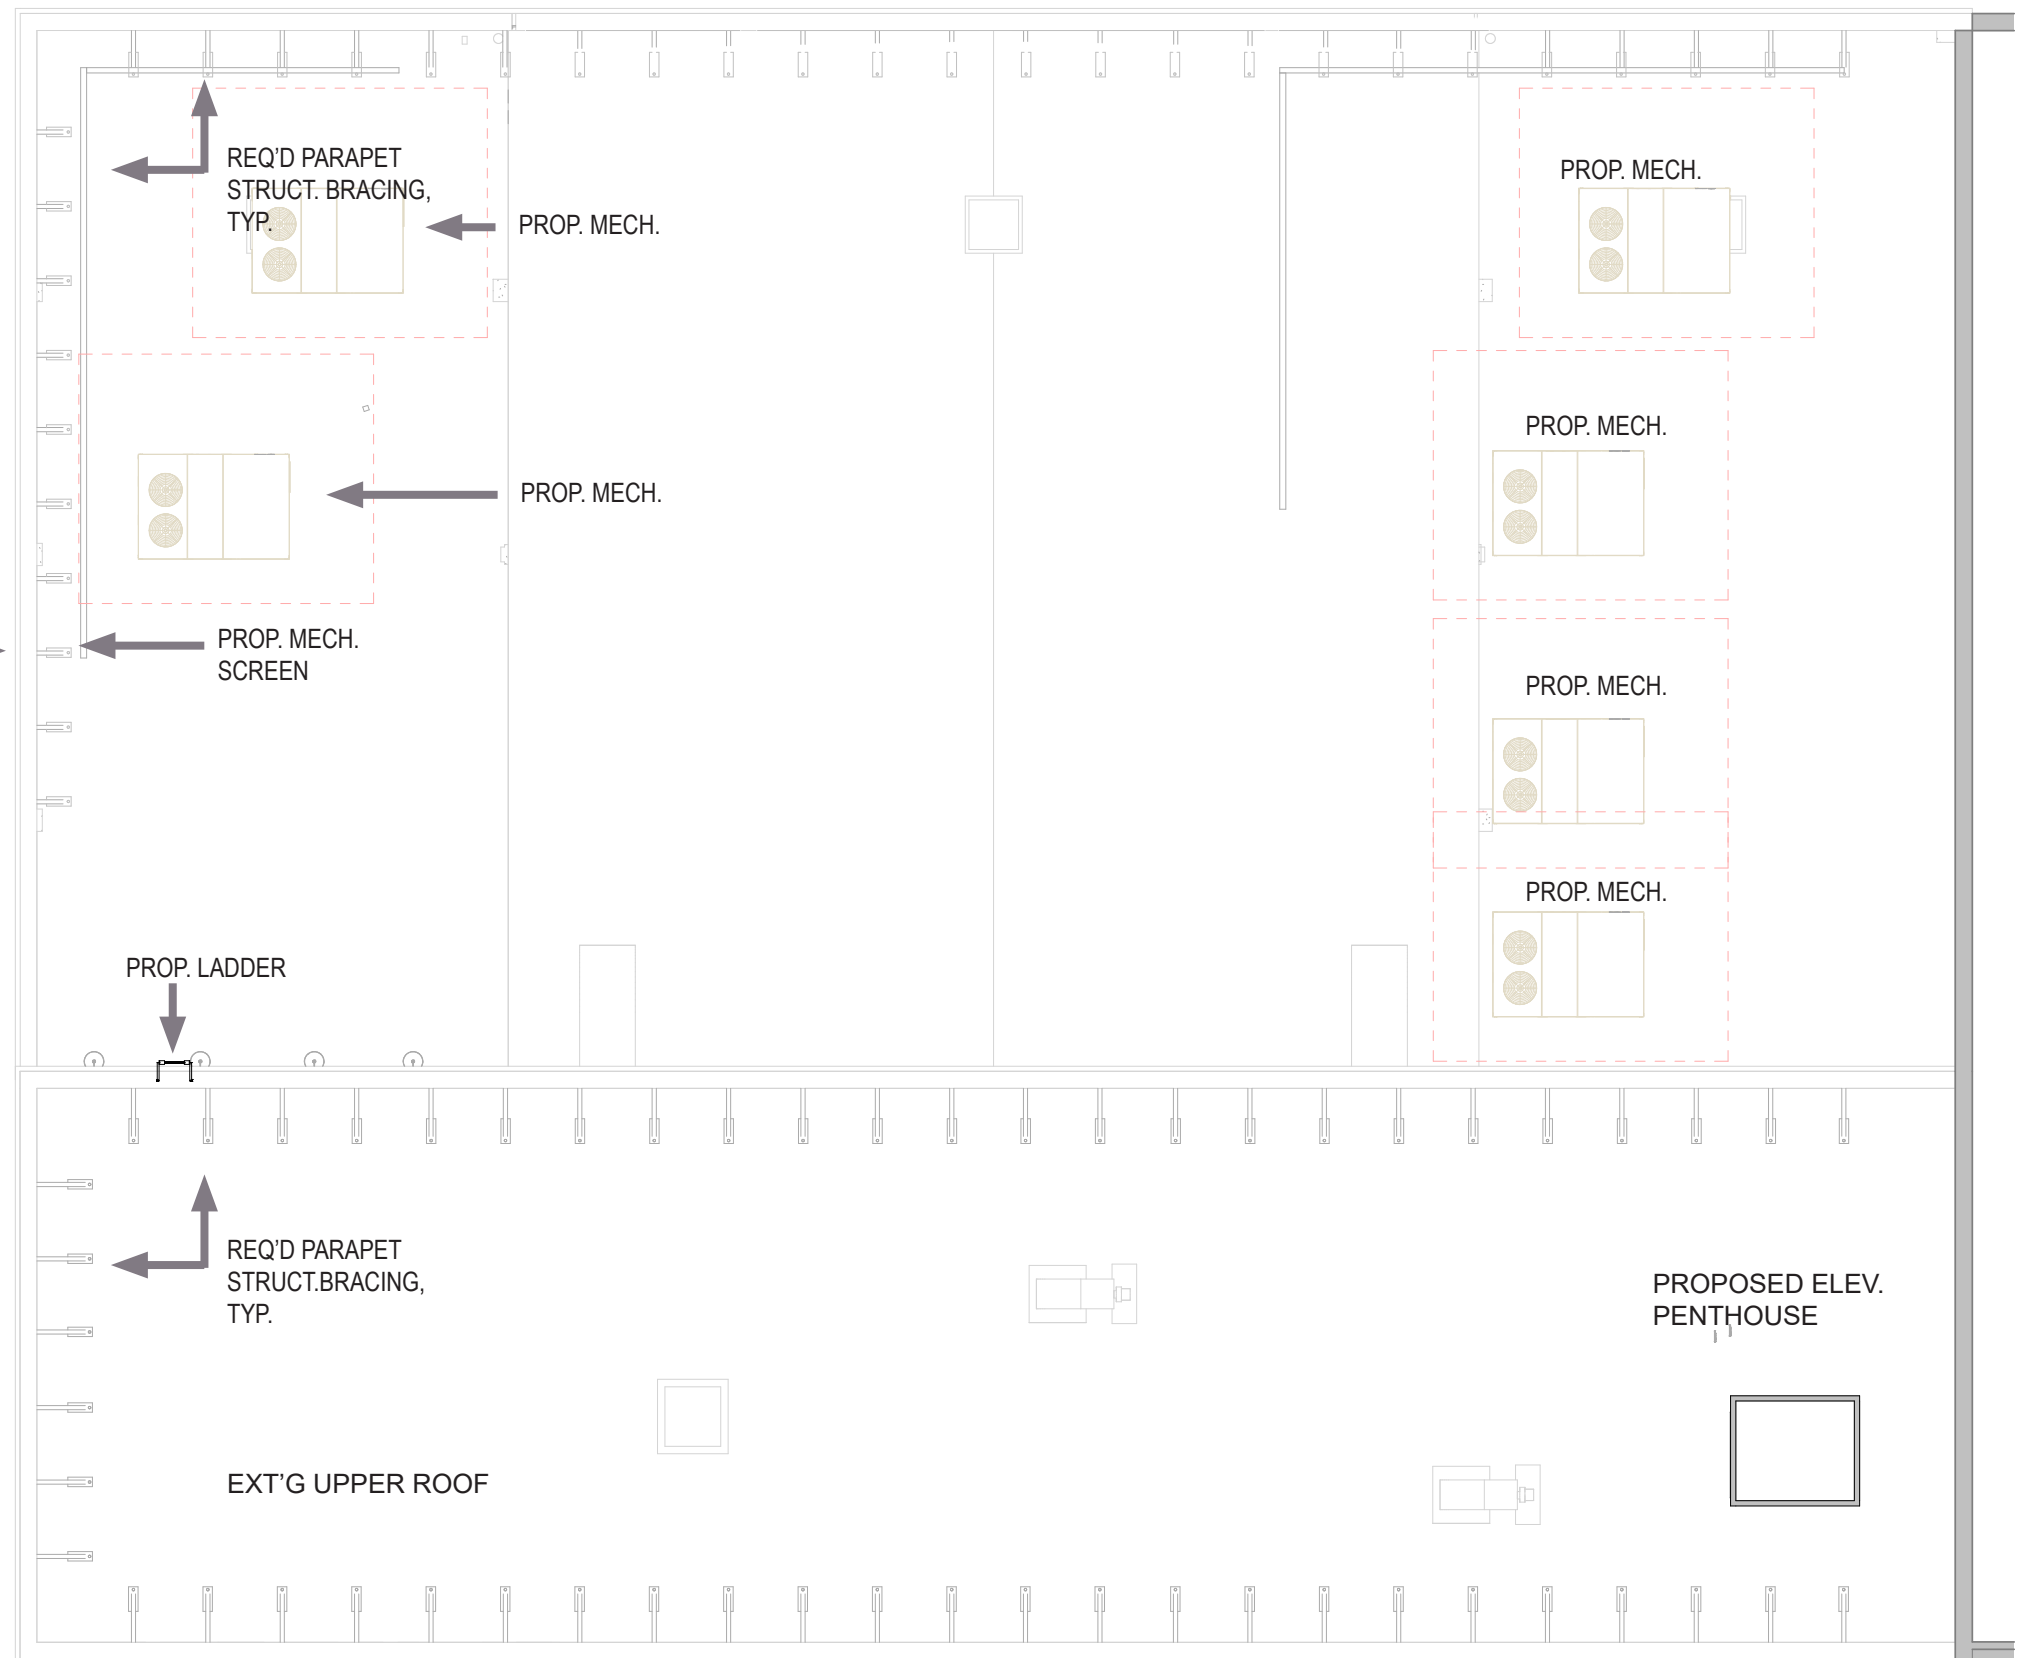 REQ’D PARAPET
STRUCT. BRACING,
TYP.
PROP. MECH.
PROP. MECH.
PROP. MECH.
PROP. MECH.
PROP. MECH.
SCREEN
PROP. MECH.
PROP. MECH.
PROP. LADDER
REQ’D PARAPET
STRUCT.BRACING,
TYP.
PROPOSED ELEV.
PENTHOUSE
EXT’G UPPER ROOF